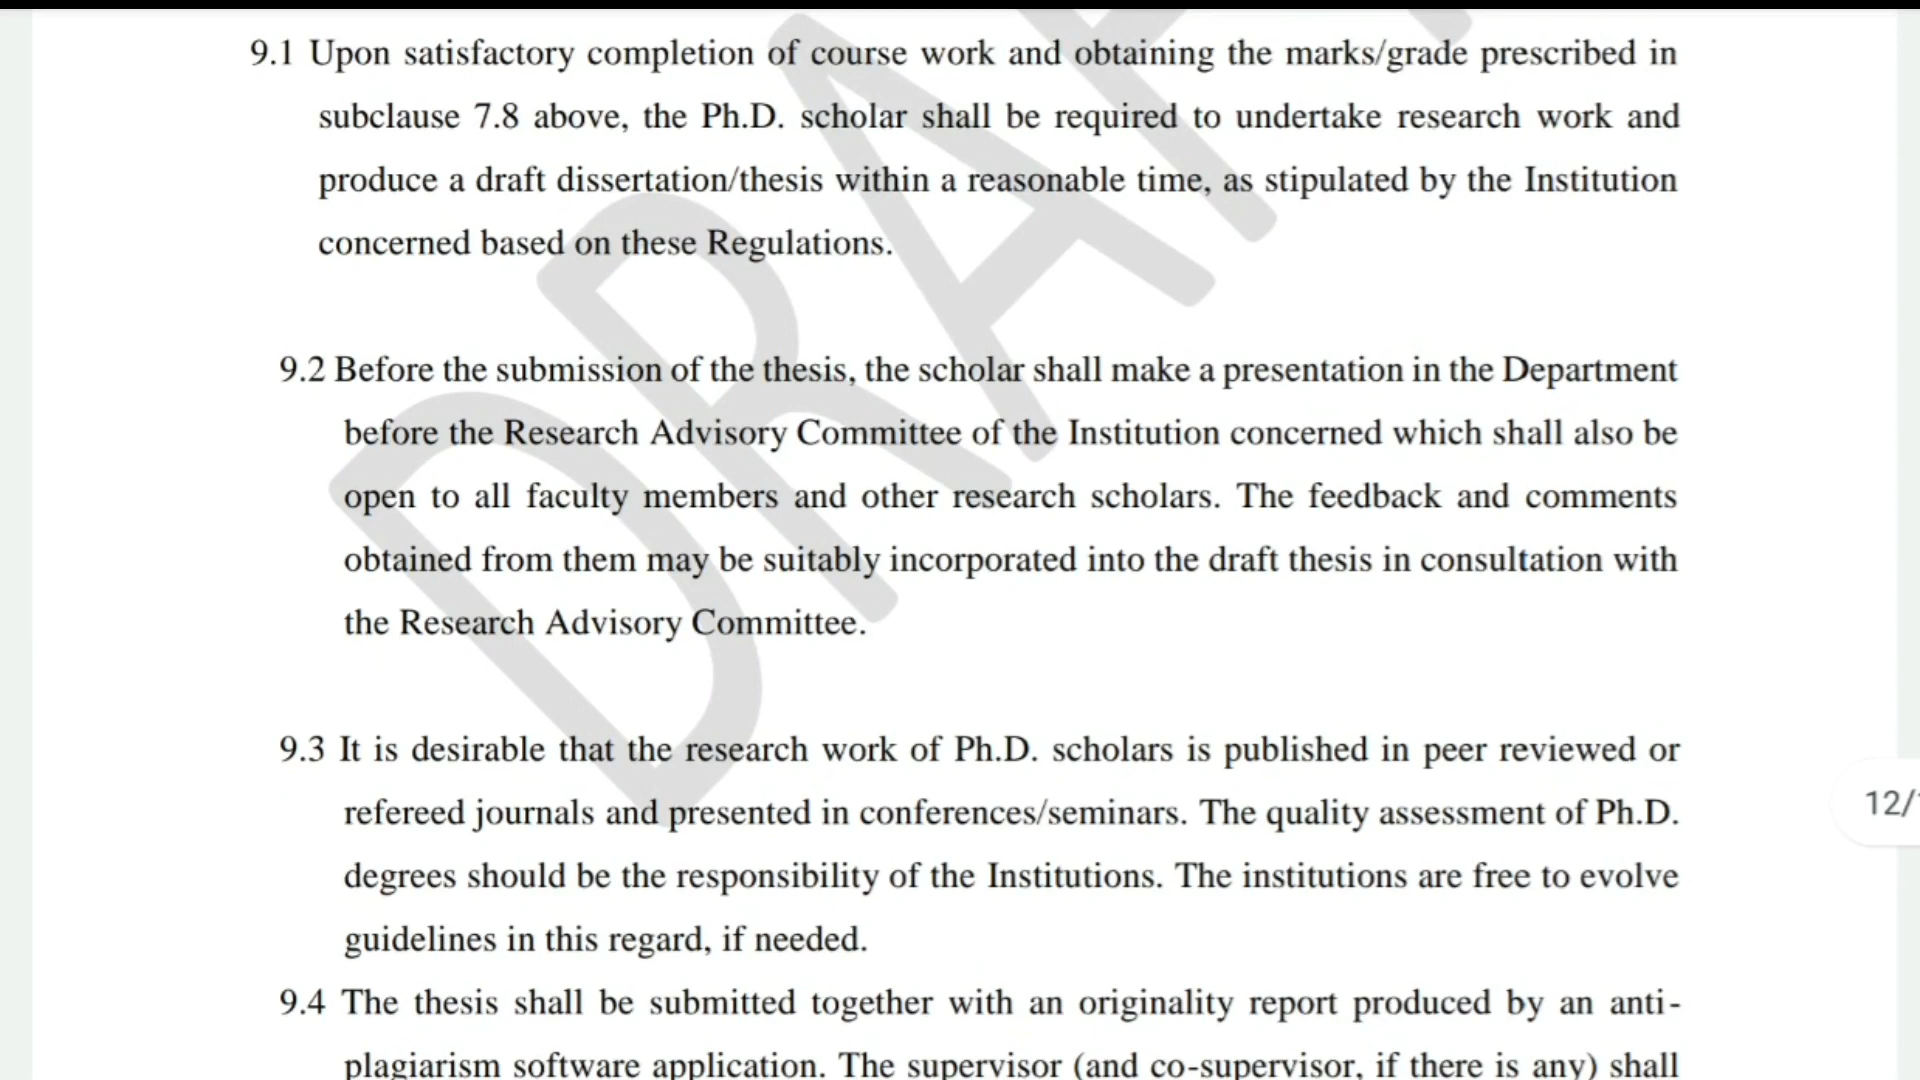 9.1 Upon satisfactory completion of course work and obtaining the marks/grade prescribed in
subclause 7.8 above, the Ph.D. scholar shall be required to undertake research work and
produce a draft dissertation/thesis within a reasonable time, as stipulated by the Institution
concerned based on these Regulations.
9.2 Before the submission of the thesis, the scholar shall make a presentation in the Department
before the Research Advisory Committee of the Institution concerned which shall also be
open to all faculty members and other research scholars. The feedback and comments
obtained from them may be suitably incorporated into the draft thesis in consultation with
the Research Advisory Committee.
9.3 It is desirable that the research work of Ph.D. scholars is published in peer reviewed or
refereed journals and presented in conferences/seminars. The quality assessment of Ph.D.
degrees should be the responsibility of the Institutions. The institutions are free to evolve
guidelines in this regard, if needed.
9.4 The thesis shall be submitted together with an originality report produced by an anti-
plagiarism software application. The supervisor (and co-supervisor, if there is any) shall
12/
DRA